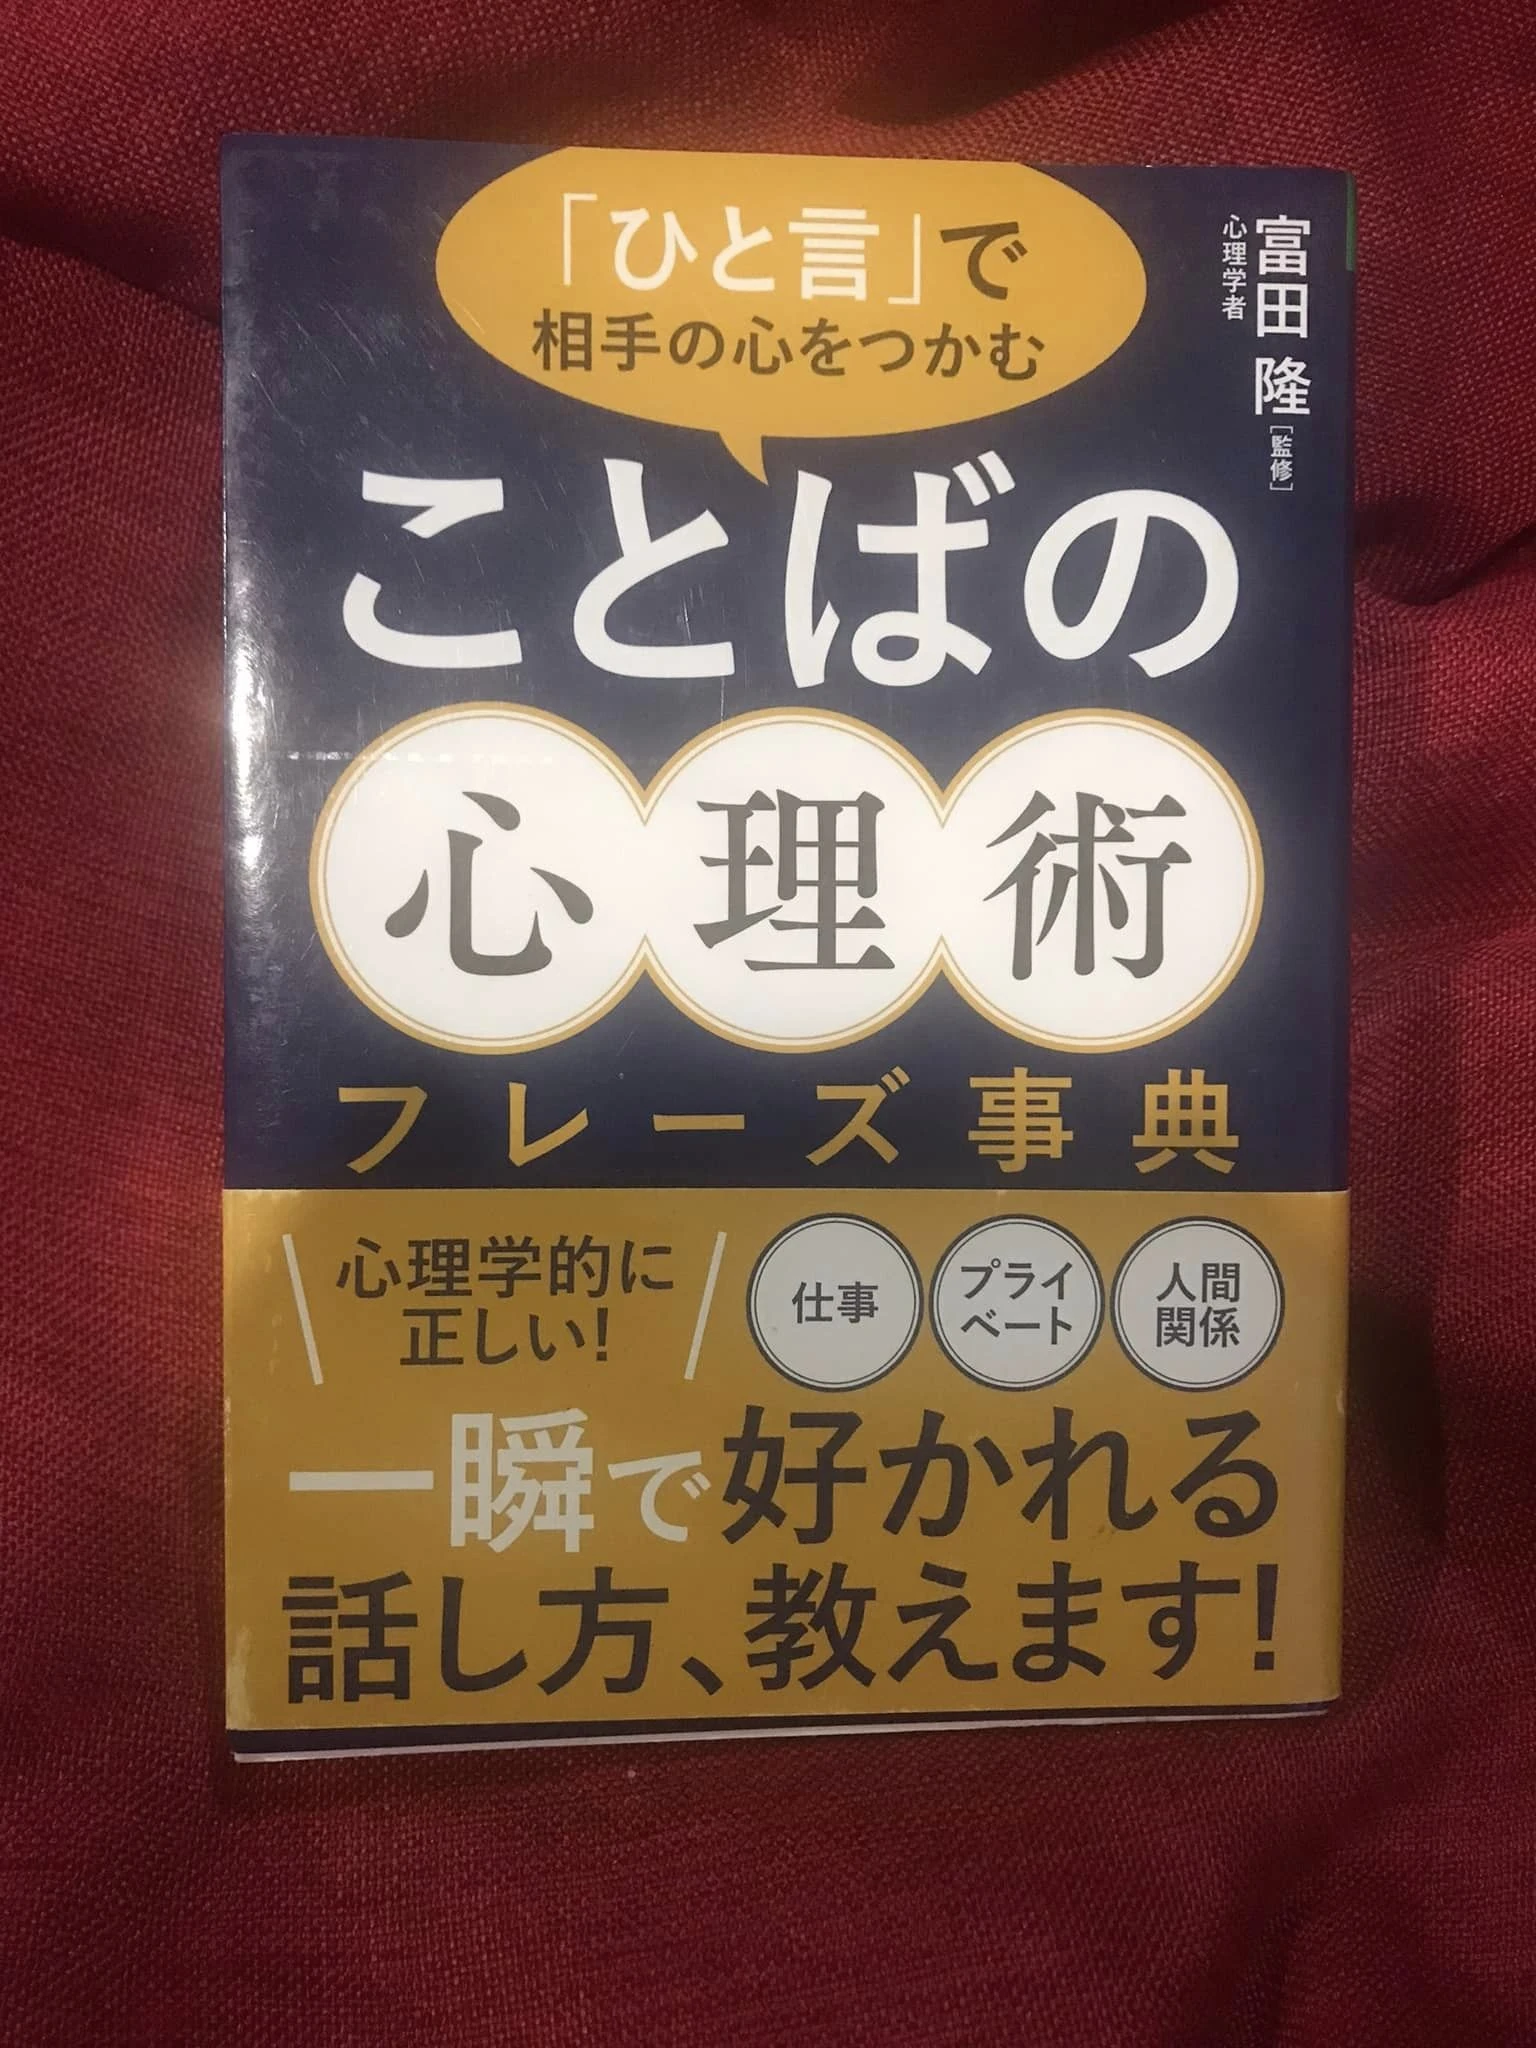 「ひと言」で
相手の心をつかむ
心理学者
富田 隆［監修］
ことばの
心理術
フレーズ事典
心理学的に
正しい！
仕事
プライ
ベート
人間
関係
一瞬で好かれる
話し方、教えます！